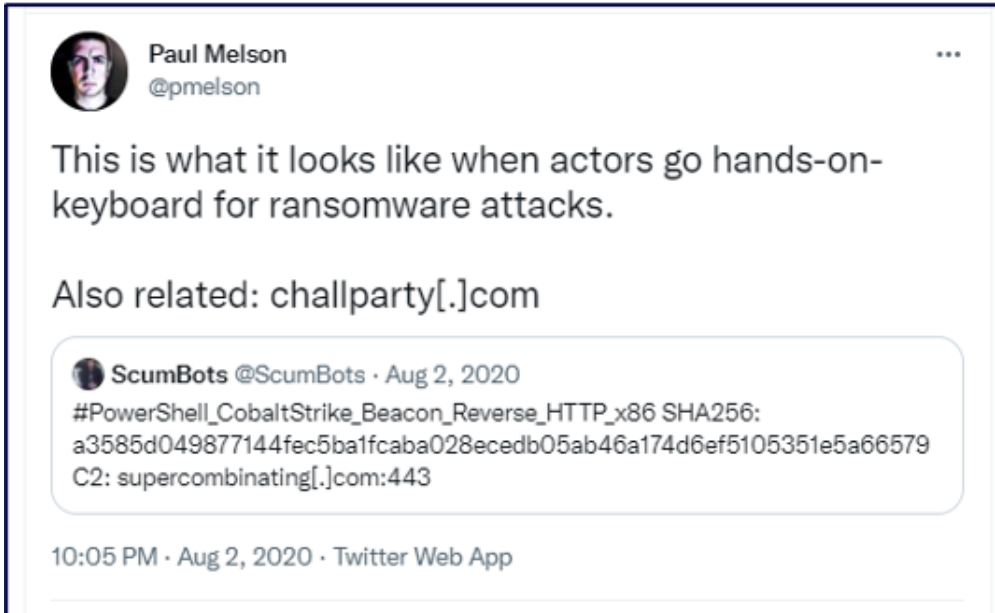 Paul Melson
@pmelson
This is what it looks like when actors go hands-on-
keyboard for ransomware attacks.
Also related: challparty[.]com
ScumBots @ScumBots · Aug 2, 2020
#PowerShell_CobaltStrike_Beacon_Reverse_HTTP_x86 SHA256:
a3585d049877144fec5ba1fcaba028ecedb05ab46a174d6ef5105351e5a66579
C2: supercombinating[.]com:443
10:05 PM · Aug 2, 2020 · Twitter Web App